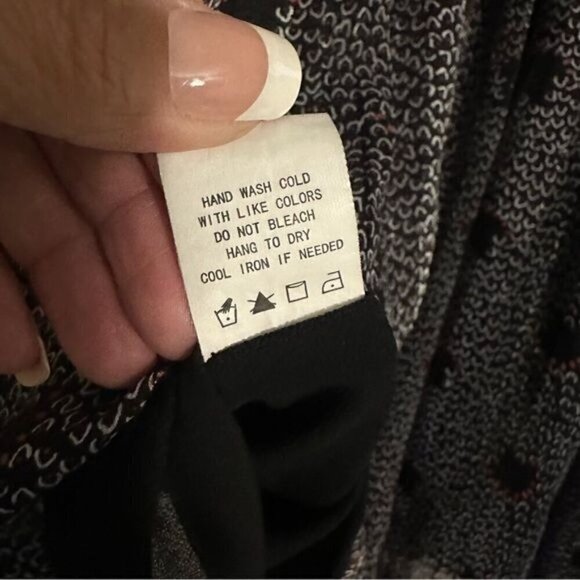 HAND WASH COLD
WITH LIKE COLORS
DO NOT BLEACH
HANG TO DRY
COOL IRON IF NEEDED